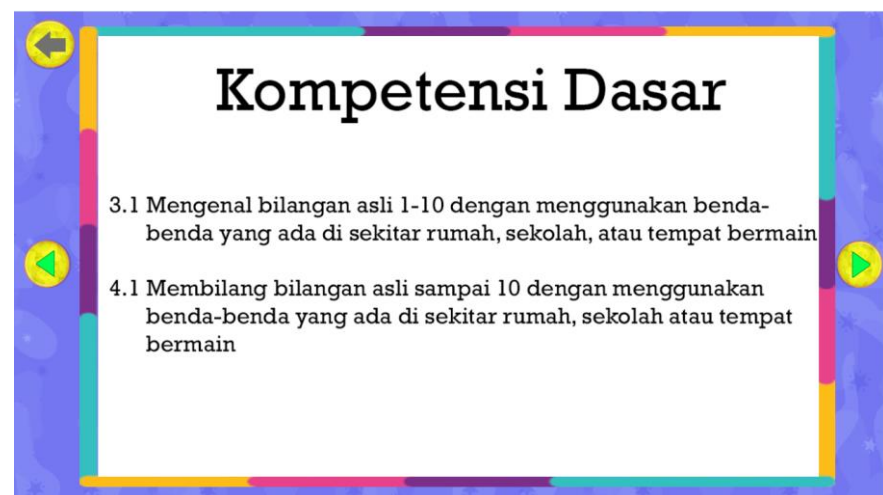 Kompetensi Dasar
3.1 Mengenal bilangan asli 1-10 dengan menggunakan benda-
benda yang ada di sekitar rumah, sekolah, atau tempat bermain
4.1 Membilang bilangan asli sampai 10 dengan menggunakan
benda-benda yang ada di sekitar rumah, sekolah atau tempat
bermain